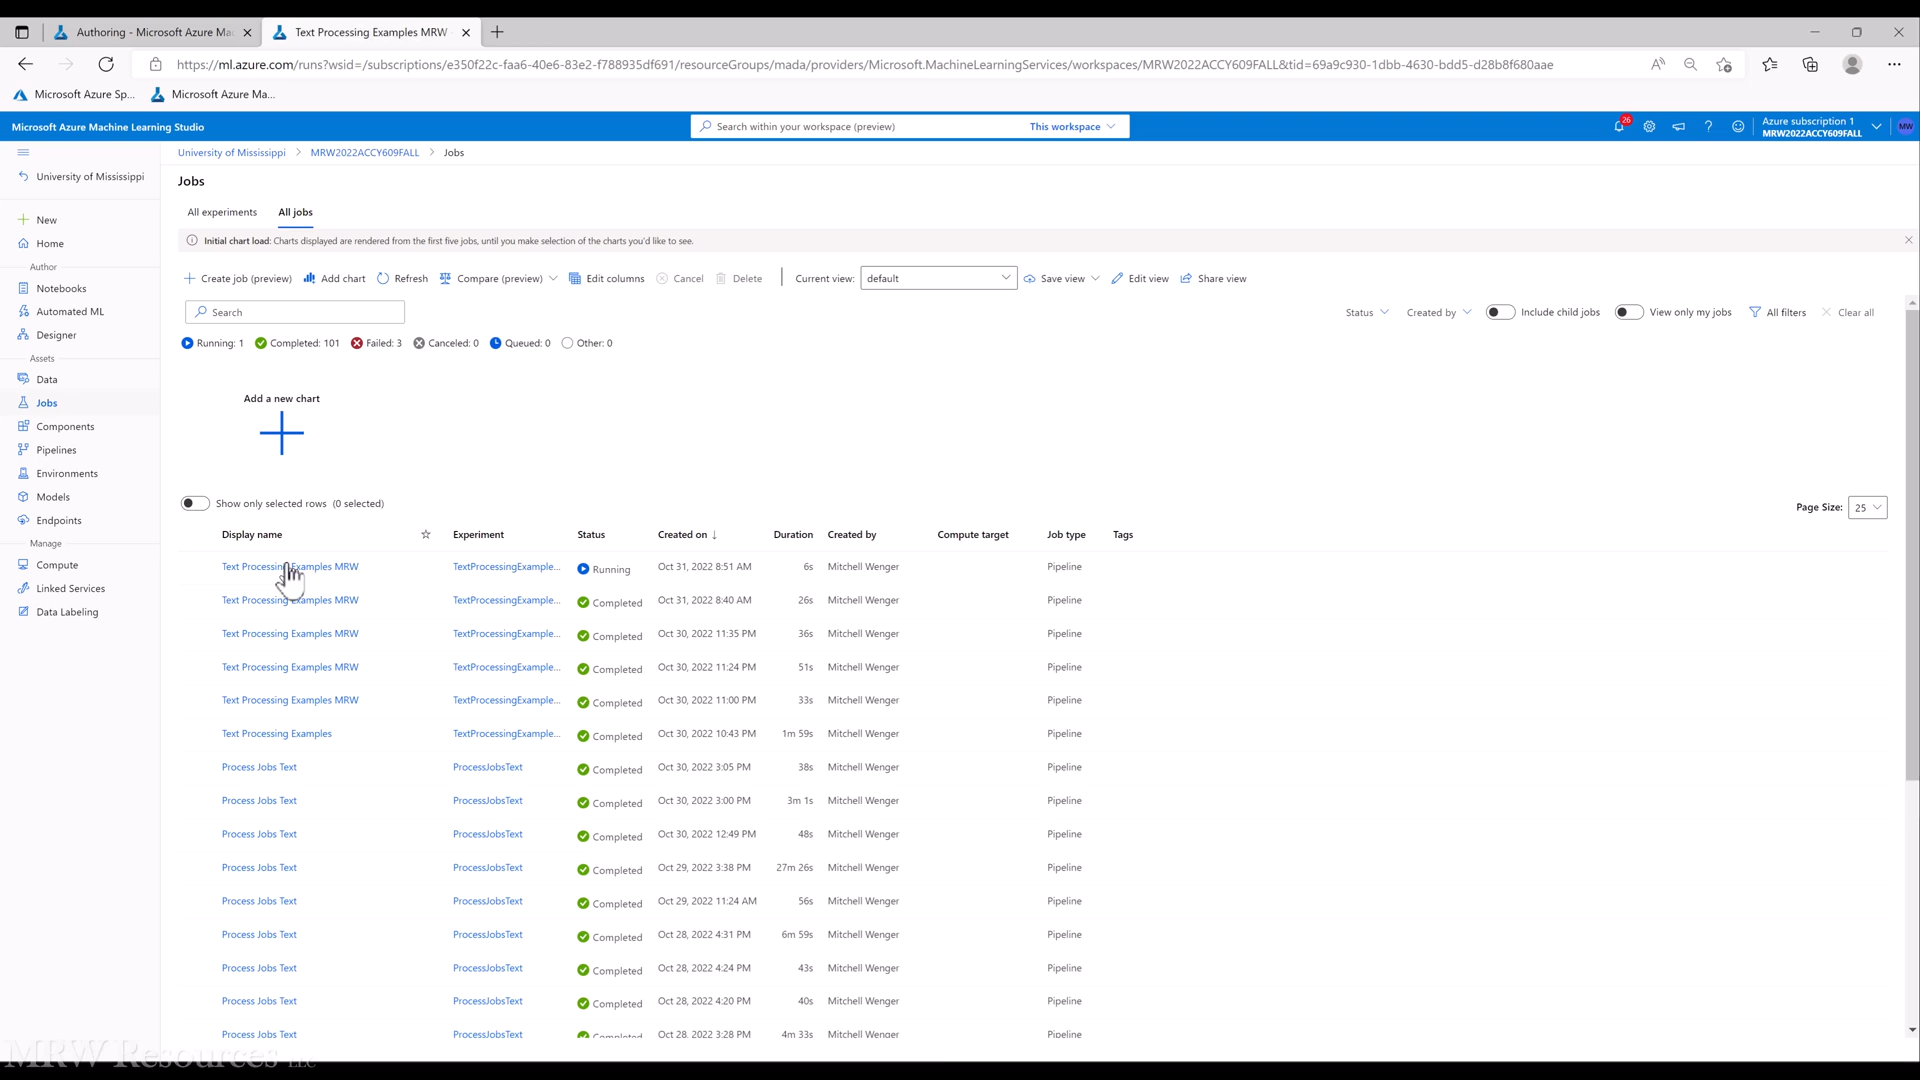 Authoring - Microsoft Azure Ma
Text Processing Examples MRW
https://ml.azure.com/runs?wsid=/subscriptions/e350f22c-faa6-40e6-83e2-f788935df691/resourceGroups/mada/providers/Microsoft.MachineLearningServices/workspaces/MRW2022ACCY609FALL&tid=69a9c930-1dbb-4630-bdd5-d28b8f680aae
Microsoft Azure Sp...
Microsoft Azure Ma...
Microsoft Azure Machine Learning Studio
Search within your workspace (preview)
This workspace
26
Azure subscription 1
MRW2022ACCY609FALL
MW
University of Mississippi
New
Home
Author
Notebooks
Automated ML
Designer
Assets
Data
Jobs
Components
Pipelines
Environments
Models
Endpoints
Manage
Compute
Linked Services
Data Labeling
University of Mississippi > MRW2022ACCY609FALL > Jobs
Jobs
All experiments All jobs
Initial chart load: Charts displayed are rendered from the first five jobs, until you make selection of the charts you'd like to see.
Create job (preview) Add chart Refresh Compare (preview) Edit columns Cancel Delete Current view: default Save view Edit view Share view
Search
Status Created by Include child jobs View only my jobs All filters Clear all
Running: 1 Completed: 101 Failed: 3 Canceled: 0 Queued: 0 Other: 0
Add a new chart
Show only selected rows (0 selected)
Page Size: 25
Display name Experiment Status Created on ↓ Duration Created by Compute target Job type Tags
Text Processing Examples MRW TextProcessingExample... Running Oct 31, 2022 8:51 AM 6s Mitchell Wenger Pipeline
Text Processing Examples MRW TextProcessingExample... Completed Oct 31, 2022 8:40 AM 26s Mitchell Wenger Pipeline
Text Processing Examples MRW TextProcessingExample... Completed Oct 30, 2022 11:35 PM 36s Mitchell Wenger Pipeline
Text Processing Examples MRW TextProcessingExample... Completed Oct 30, 2022 11:24 PM 51s Mitchell Wenger Pipeline
Text Processing Examples MRW TextProcessingExample... Completed Oct 30, 2022 11:00 PM 33s Mitchell Wenger Pipeline
Text Processing Examples TextProcessingExample... Completed Oct 30, 2022 10:43 PM 1m 59s Mitchell Wenger Pipeline
Process Jobs Text ProcessJobsText Completed Oct 30, 2022 3:05 PM 38s Mitchell Wenger Pipeline
Process Jobs Text ProcessJobsText Completed Oct 30, 2022 3:00 PM 3m 1s Mitchell Wenger Pipeline
Process Jobs Text ProcessJobsText Completed Oct 30, 2022 12:49 PM 48s Mitchell Wenger Pipeline
Process Jobs Text ProcessJobsText Completed Oct 29, 2022 3:38 PM 27m 26s Mitchell Wenger Pipeline
Process Jobs Text ProcessJobsText Completed Oct 29, 2022 11:24 AM 56s Mitchell Wenger Pipeline
Process Jobs Text ProcessJobsText Completed Oct 28, 2022 4:31 PM 6m 59s Mitchell Wenger Pipeline
Process Jobs Text ProcessJobsText Completed Oct 28, 2022 4:24 PM 43s Mitchell Wenger Pipeline
Process Jobs Text ProcessJobsText Completed Oct 28, 2022 4:20 PM 40s Mitchell Wenger Pipeline
Process Jobs Text ProcessJobsText Completed Oct 28, 2022 3:28 PM 4m 33s Mitchell Wenger Pipeline
MRW Resources LLC